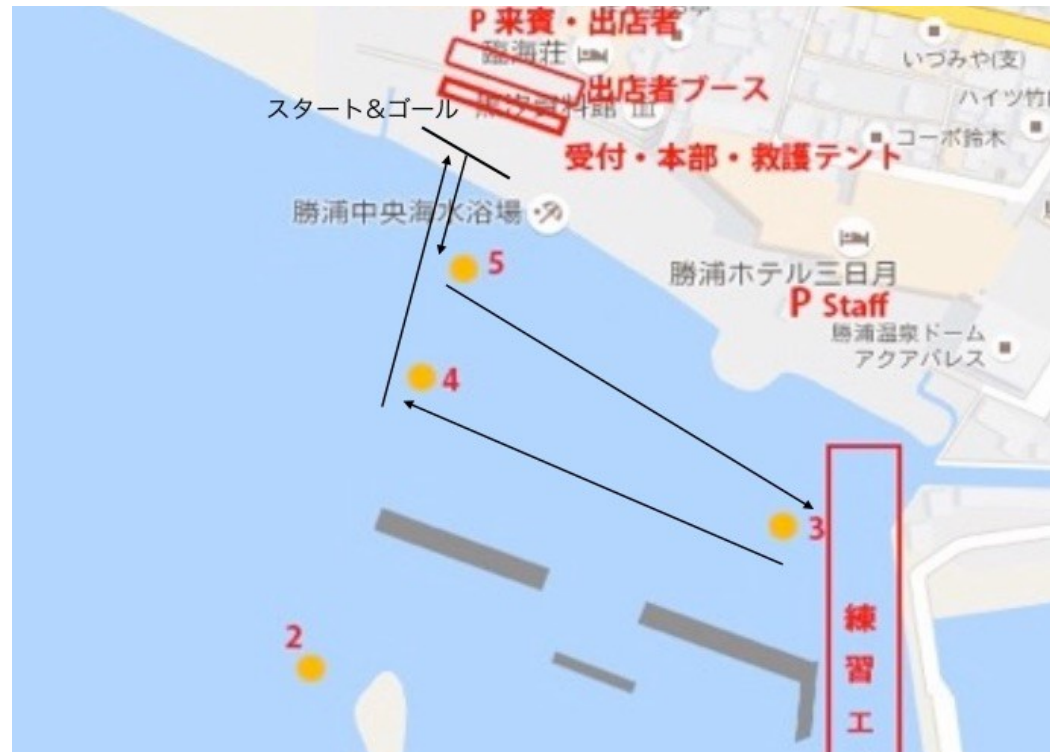 P 来賓・出店者
臨海荘
いづみや(支)
出店者ブース
ハイツ竹
スタート&ゴール
コーポ鈴木
受付・本部・救護テント
勝浦中央海水浴場
5
勝浦ホテル三日月
P Staff
勝浦温泉ドーム
アクアパレス
4
3
練
習
工
2